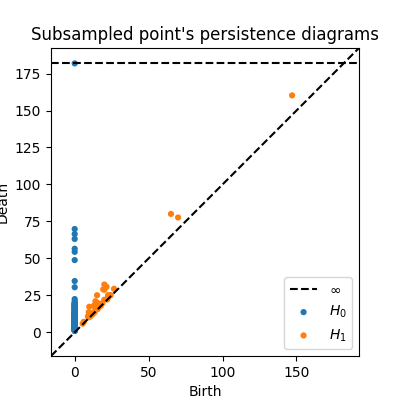 Subsampled point's persistence diagrams
175
150
125
100
75
50
25
0
Death
0 50 100 150
Birth
∞
H₀
H₁